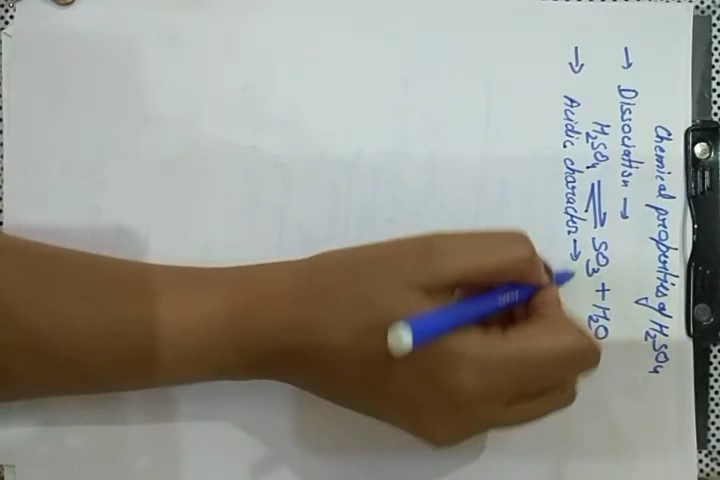 Chemical properties of H₂SO₄
→ Dissociation →
H₂SO₄ ⇌ SO₃ + H₂O
→ Acidic character →